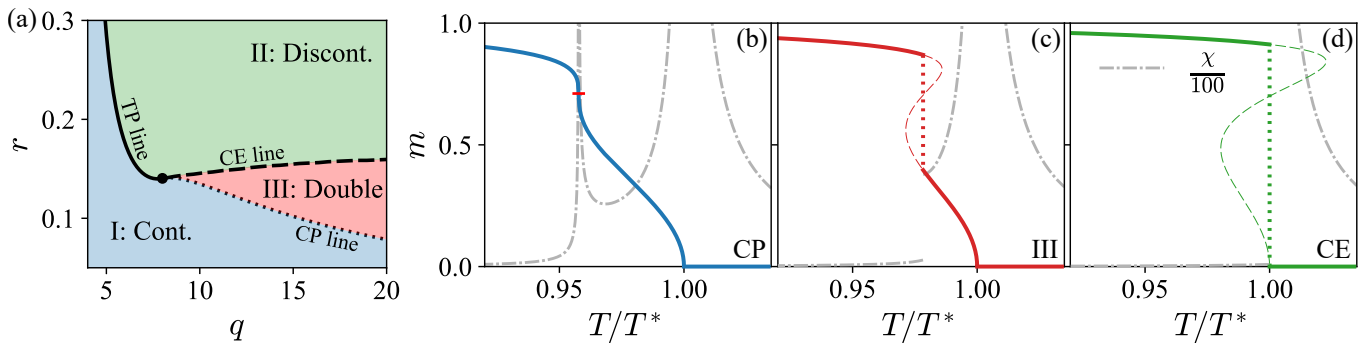 (a)
0.3
0.2
0.1
r
4
10
15
20
q
II: Discont.
TP line
CE line
III: Double
CP line
I: Cont.
1.0
0.5
0.0
m
(b)
CP
0.95
1.00
T/T*
(c)
III
0.95
1.00
T/T*
(d)
χ/100
CE
0.95
1.00
T/T*